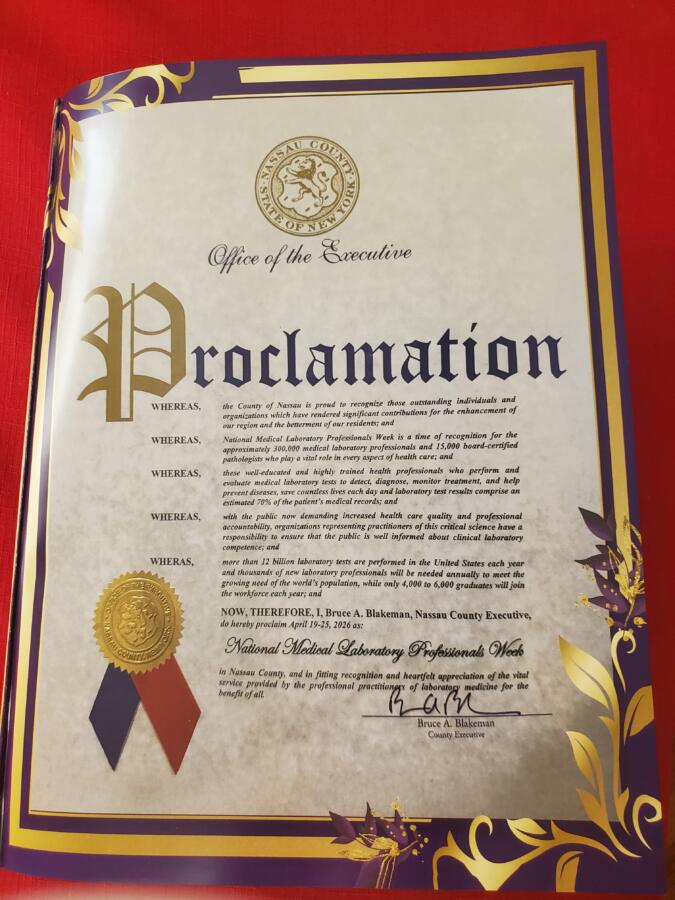 NASSAU COUNTY
STATE OF NEW YORK
Office of the Executive
Proclamation
WHEREAS, the County of Nassau is proud to recognize those outstanding individuals and
organizations which have rendered significant contributions for the enhancement of
our region and the betterment of our residents; and
WHEREAS, National Medical Laboratory Professionals Week is a time of recognition for the
approximately 300,000 medical laboratory professionals and 15,000 board-certified
pathologists who play a vital role in every aspect of health care; and
WHEREAS, these well-educated and highly trained health professionals who perform and
evaluate medical laboratory tests to detect, diagnose, monitor treatment, and help
prevent diseases, save countless lives each day and laboratory test results comprise an
estimated 70% of the patient's medical records; and
WHEREAS, with the public now demanding increased health care quality and professional
accountability, organizations representing practitioners of this critical science have a
responsibility to ensure that the public is well informed about clinical laboratory
competence; and
WHERAS, more than 12 billion laboratory tests are performed in the United States each year
and thousands of new laboratory professionals will be needed annually to meet the
growing need of the world's population, while only 4,000 to 6,000 graduates will join
the workforce each year; and
NOW, THEREFORE, I, Bruce A. Blakeman, Nassau County Executive,
do hereby proclaim April 19-25, 2026 as:
National Medical Laboratory Professionals Week
in Nassau County, and in fitting recognition and heartfelt appreciation of the vital
service provided by the professional practitioners of laboratory medicine for the
benefit of all.
Bruce A. Blakeman
County Executive